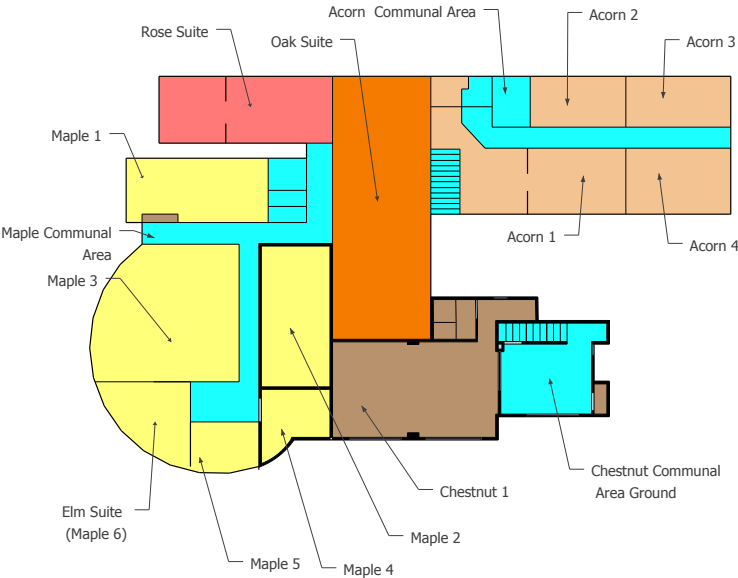 Acorn  Communal Area
Acorn 2
Rose Suite
Oak Suite
Acorn 3
Maple 1
Maple Communal
Area
Acorn 1
Acorn 4
Maple 3
Chestnut Communal
Area Ground
Chestnut 1
Elm Suite
(Maple 6)
Maple 2
Maple 5
Maple 4